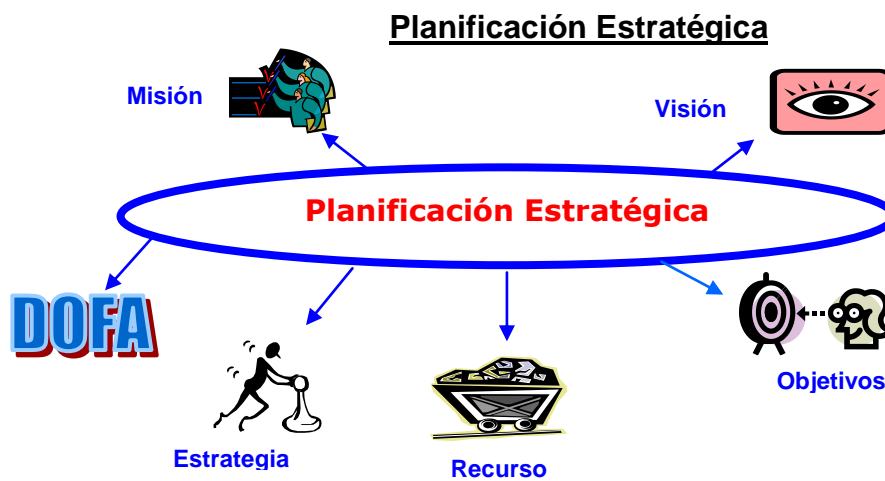 Planificación Estratégica
Misión
Visión
Planificación Estratégica
DOFA
Objetivos
Estrategia
Recurso